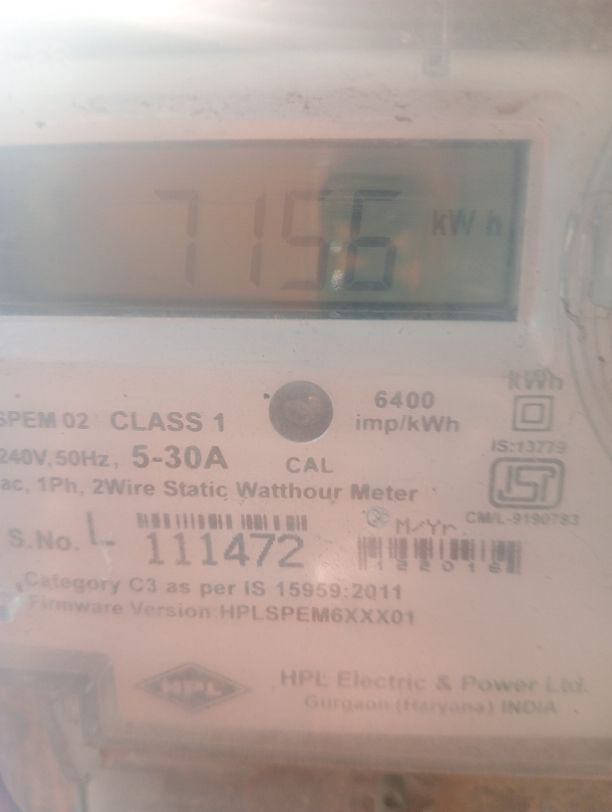 7156 kWh
kWh
SPEM 02 CLASS 1
6400
imp/kWh
240V,50Hz, 5-30A
CAL
IS:13779
ac, 1Ph, 2Wire Static Watthour Meter
ISI
CM/L-9190783
S.No. L- 111472
M/Yr.
122016
Category C3 as per IS 15959:2011
Firmware Version:HPLSPEM6XXX01
HPL
HPL Electric & Power Ltd.
Gurgaon (Haryana) INDIA